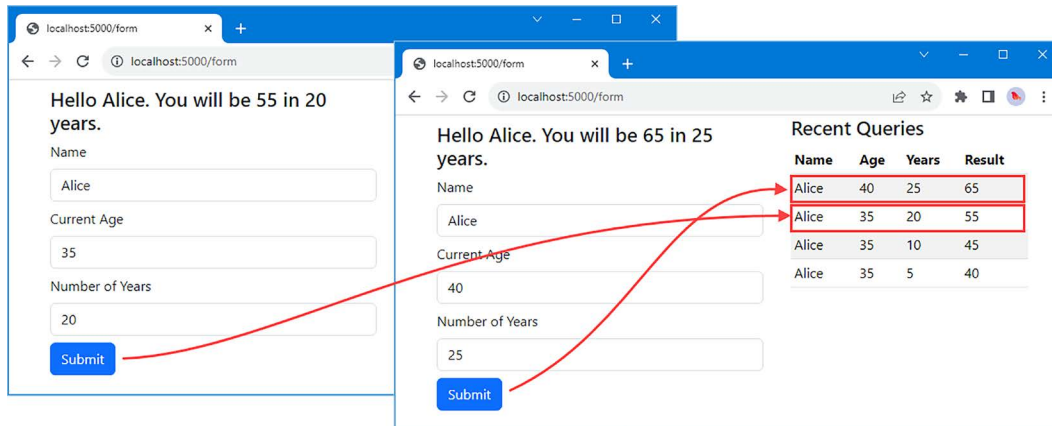 localhost:5000/form
localhost:5000/form
Hello Alice. You will be 55 in 20
years.
Name
Alice
Current Age
35
Number of Years
20
Submit
localhost:5000/form
localhost:5000/form
Hello Alice. You will be 65 in 25
years.
Name
Alice
Current Age
40
Number of Years
25
Submit
Recent Queries
Name Age Years Result
Alice 40 25 65
Alice 35 20 55
Alice 35 10 45
Alice 35 5 40